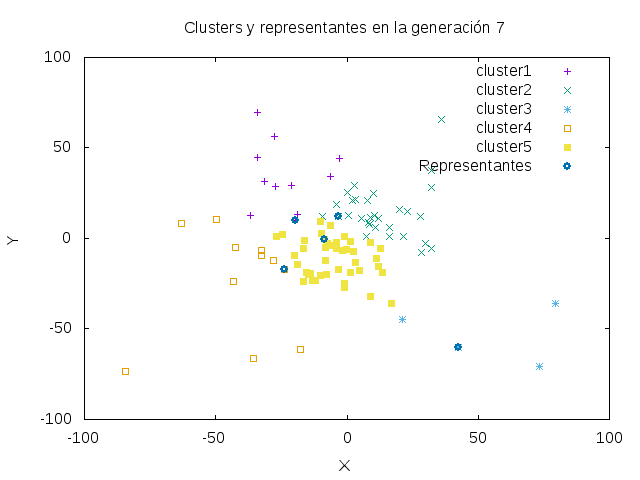 Clusters y representantes en la generación 7
100
cluster1
cluster2
cluster3
50
cluster4
cluster5
Representantes
Y
0
-50
-100
-100
-50
0
50
100
X